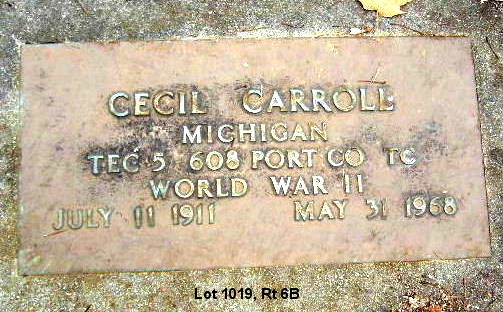 CECIL CARROLL
MICHIGAN
TEC 5 608 PORT CO TC
WORLD WAR II
JULY 11 1911 MAY 31 1968
Lot 1019, Rt 6B